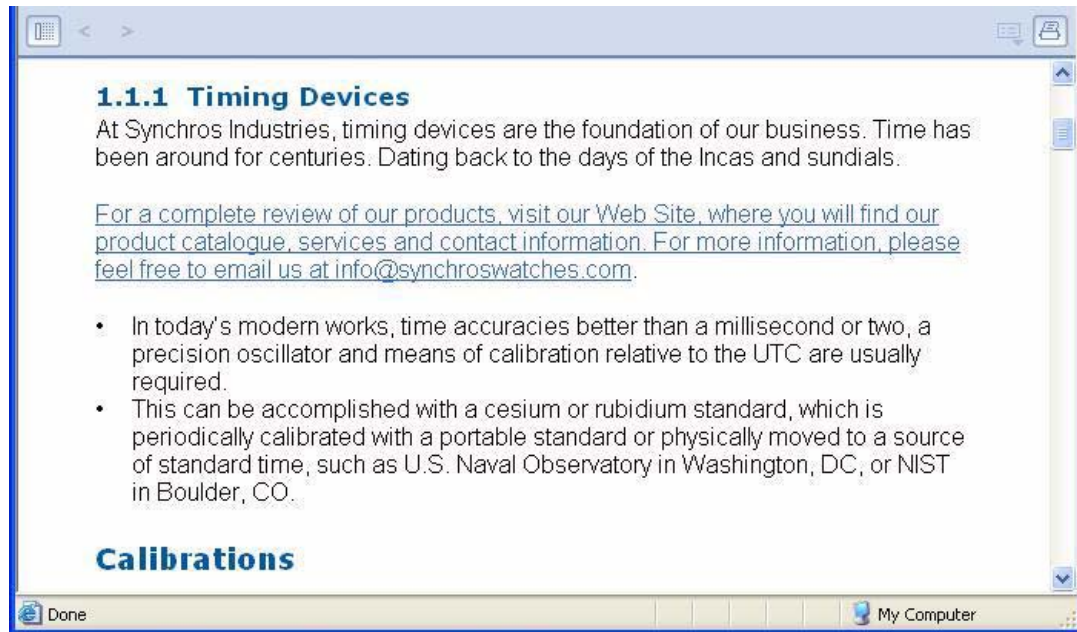 1.1.1 Timing Devices
At Synchros Industries, timing devices are the foundation of our business. Time has
been around for centuries. Dating back to the days of the Incas and sundials.
For a complete review of our products, visit our Web Site, where you will find our
product catalogue, services and contact information. For more information, please
feel free to email us at info@synchroswatches.com.
• In today's modern works, time accuracies better than a millisecond or two, a
precision oscillator and means of calibration relative to the UTC are usually
required.
• This can be accomplished with a cesium or rubidium standard, which is
periodically calibrated with a portable standard or physically moved to a source
of standard time, such as U.S. Naval Observatory in Washington, DC, or NIST
in Boulder, CO.
Calibrations
Done My Computer